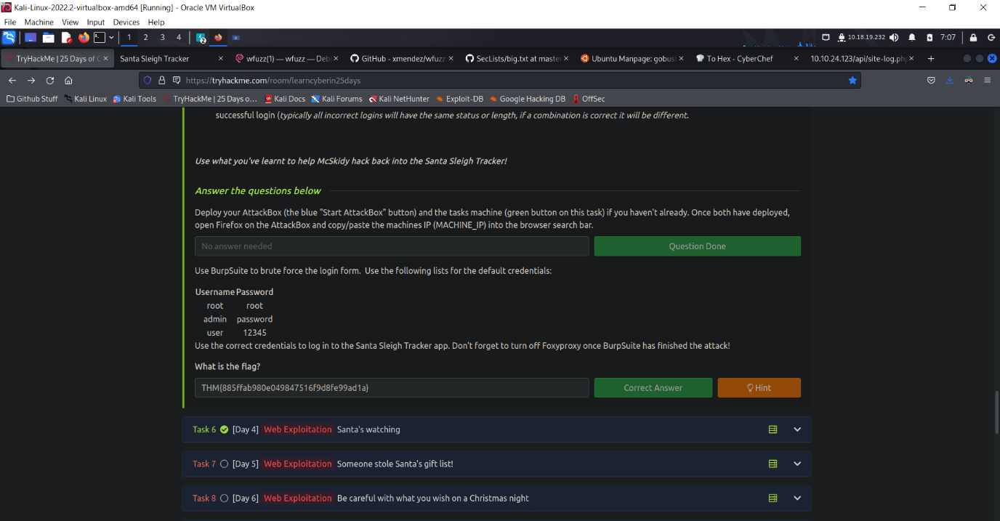 Kali-Linux-2022.2-virtualbox-amd64 [Running] - Oracle VM VirtualBox
File Machine View Input Devices Help
1 2 3 4 2 10.18.19.232 7:07
TryHackMe | 25 Days of C Santa Sleigh Tracker wfuzz(1) — wfuzz — Debi GitHub - xmendez/wfuzz SecLists/big.txt at master Ubuntu Manpage: gobust To Hex - CyberChef 10.10.24.123/api/site-log.ph
https://tryhackme.com/room/learncyberin25days
Github Stuff Kali Linux Kali Tools TryHackMe | 25 Days o... Kali Docs Kali Forums Kali NetHunter Exploit-DB Google Hacking DB OffSec
successful login (typically all incorrect logins will have the same status or length, if a combination is correct it will be different.
Use what you've learnt to help McSkidy hack back into the Santa Sleigh Tracker!
Answer the questions below
Deploy your AttackBox (the blue "Start AttackBox" button) and the tasks machine (green button on this task) if you haven't already. Once both have deployed,
open Firefox on the AttackBox and copy/paste the machines IP (MACHINE_IP) into the browser search bar.
No answer needed Question Done
Use BurpSuite to brute force the login form. Use the following lists for the default credentials:
Username Password
root root
admin password
user 12345
Use the correct credentials to log in to the Santa Sleigh Tracker app. Don't forget to turn off Foxyproxy once BurpSuite has finished the attack!
What is the flag?
THM{885ffab980e049847516f9d8fe99ad1a} Correct Answer Hint
Task 6 [Day 4] Web Exploitation Santa's watching
Task 7 [Day 5] Web Exploitation Someone stole Santa's gift list!
Task 8 [Day 6] Web Exploitation Be careful with what you wish on a Christmas night